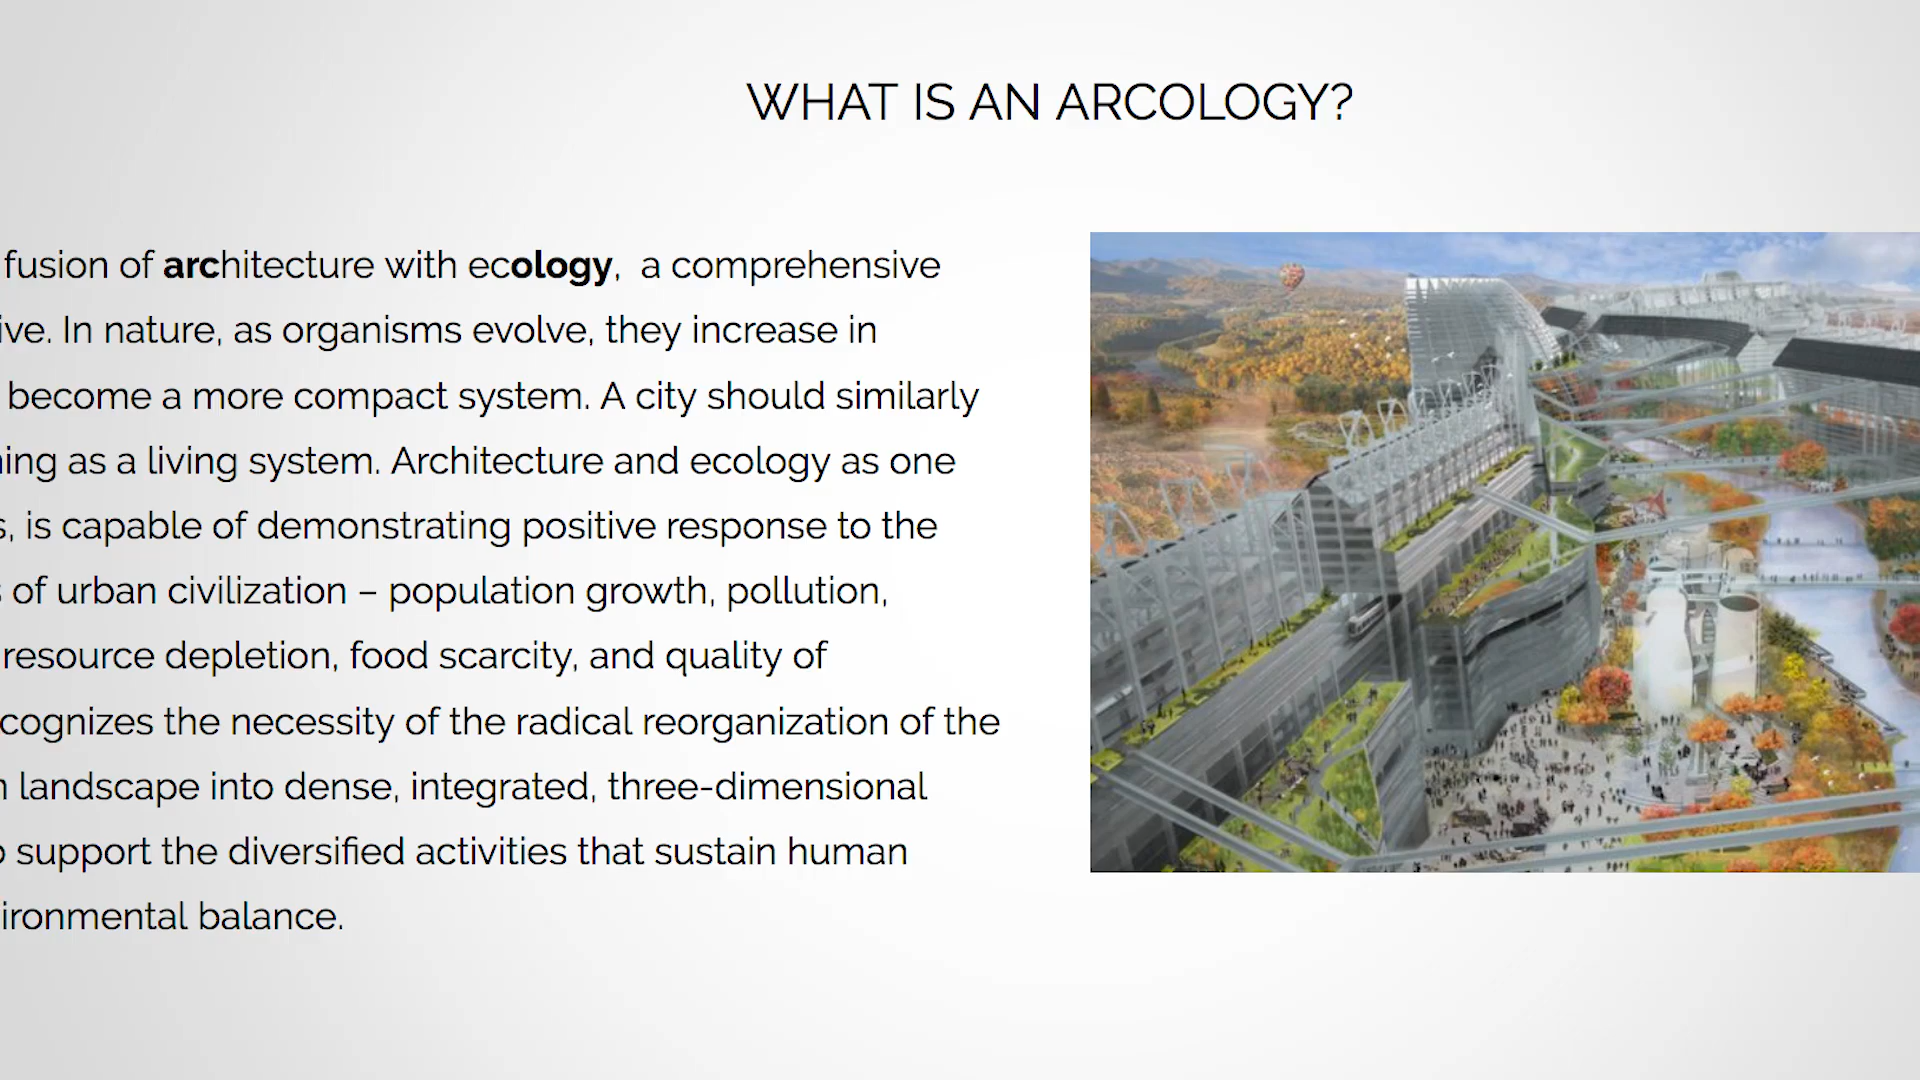 WHAT IS AN ARCOLOGY?
fusion of architecture with ecology, a comprehensive
ive. In nature, as organisms evolve, they increase in
become a more compact system. A city should similarly
ning as a living system. Architecture and ecology as one
s, is capable of demonstrating positive response to the
s of urban civilization – population growth, pollution,
resource depletion, food scarcity, and quality of
cognizes the necessity of the radical reorganization of the
n landscape into dense, integrated, three-dimensional
o support the diversified activities that sustain human
ironmental balance.